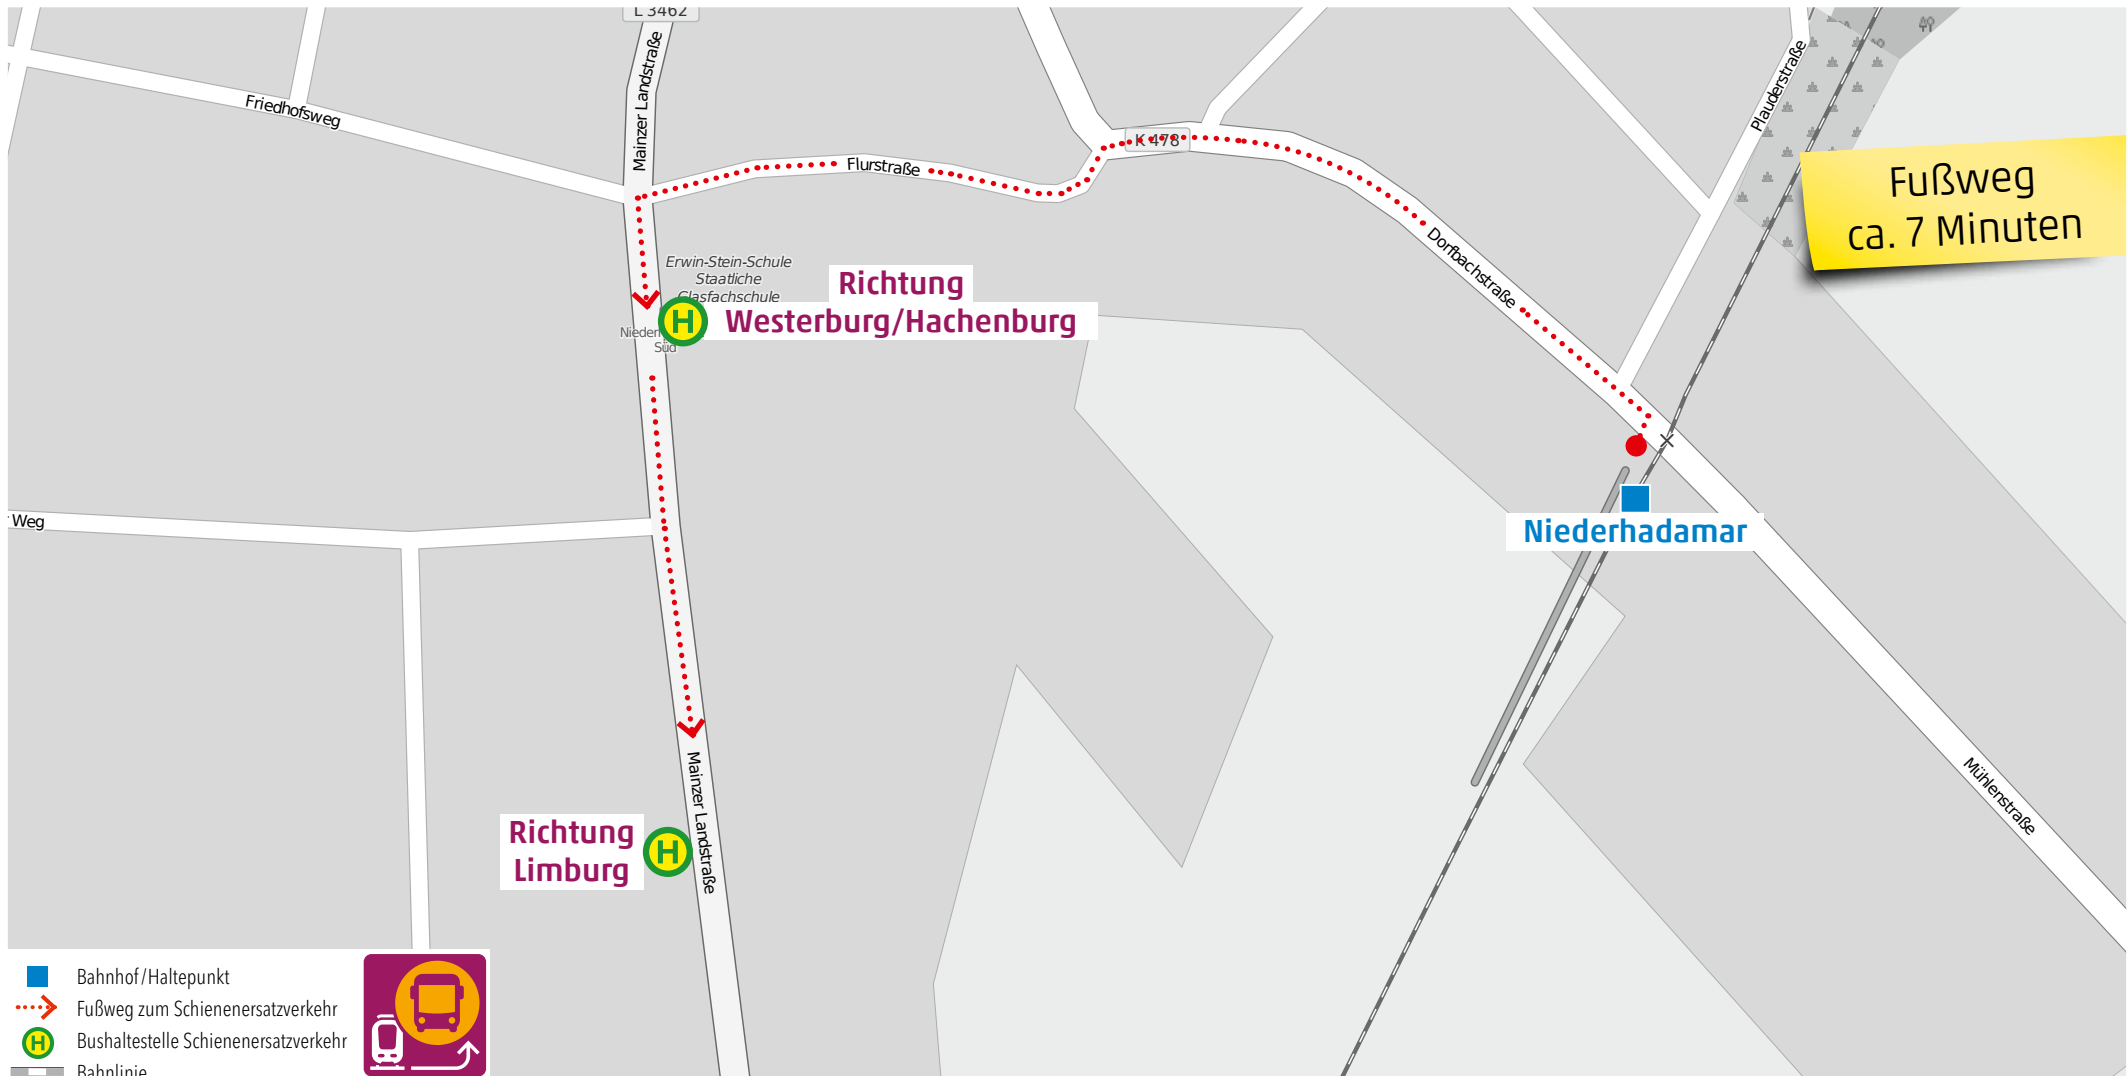 L 3462
Mainzer Landstraße
Friedhofsweg
Flurstraße
K 478
Plauderstraße
Fußweg
ca. 7 Minuten
Dorfbachstraße
Erwin-Stein-Schule
Staatliche
Glasfachschule
Richtung
Westerburg/Hachenburg
H
Süd
Weg
Niederhadamar
Mühlenstraße
Mainzer Landstraße
Richtung
Limburg
H
Bahnhof/Haltepunkt
Fußweg zum Schienenersatzverkehr
H Bushaltestelle Schienenersatzverkehr
Bahnlinie